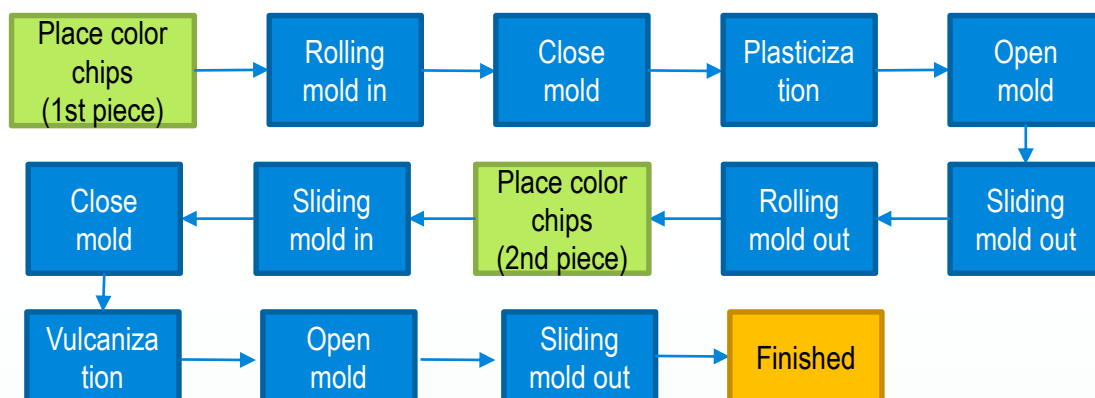 Place color
chips
(1st piece)
Rolling
mold in
Close
mold
Plasticiza
tion
Open
mold
Sliding
mold out
Rolling
mold out
Place color
chips
(2nd piece)
Sliding
mold in
Close
mold
Vulcaniza
tion
Open
mold
Sliding
mold out
Finished